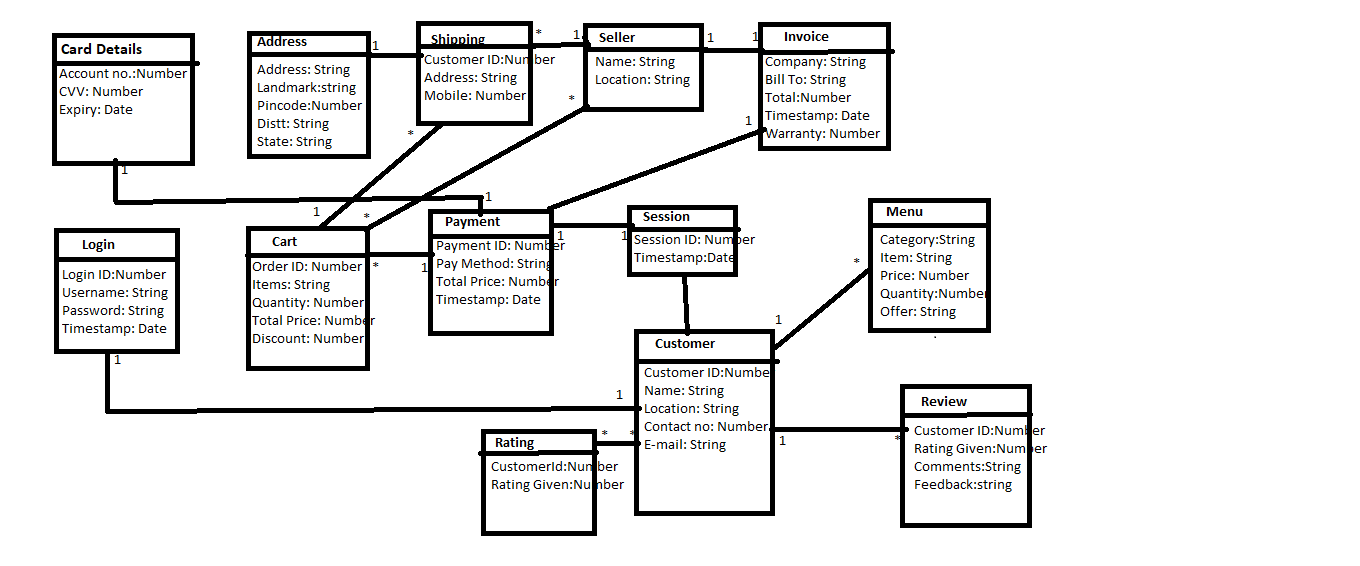 Card Details
Account no.:Number
CVV: Number
Expiry: Date
1
Address
Address: String
Landmark:string
Pincode:Number
Distt: String
State: String
1
Shipping
Customer ID:Number
Address: String
Mobile: Number
*
1
*
1
Seller
Name: String
Location: String
1
1
*
*
Invoice
Company: String
Bill To: String
Total:Number
Timestamp: Date
Warranty: Number
1
Login
Login ID:Number
Username: String
Password: String
Timestamp: Date
1
Cart
Order ID: Number
Items: String
Quantity: Number
Total Price: Number
Discount: Number
*
1
1
Payment
Payment ID: Number
Pay Method: String
Total Price: Number
Timestamp: Date
1
1
Session
Session ID: Number
Timestamp:Date
Menu
Category:String
Item: String
Price: Number
Quantity:Number
Offer: String
*
1
Customer
Customer ID:Numbe
Name: String
Location: String
Contact no: Number
E-mail: String
1
*
*
Rating
CustomerId:Number
Rating Given:Number
1
*
Review
Customer ID:Number
Rating Given:Number
Comments:String
Feedback:string